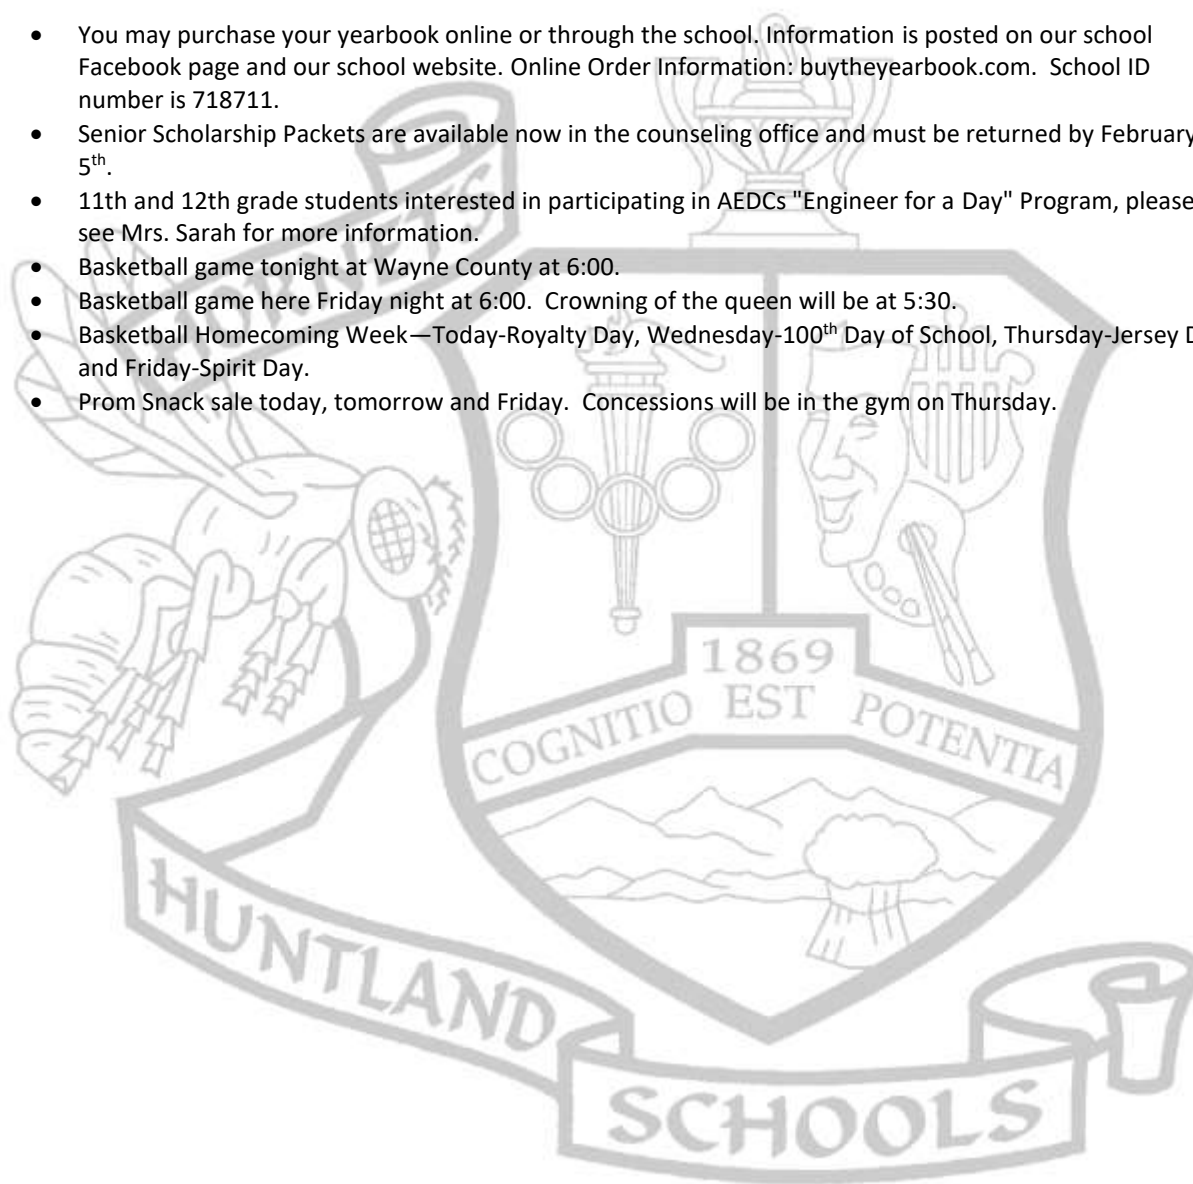 • You may purchase your yearbook online or through the school. Information is posted on our school
Facebook page and our school website. Online Order Information: buytheyearbook.com.  School ID
number is 718711.
• Senior Scholarship Packets are available now in the counseling office and must be returned by February
5th.
• 11th and 12th grade students interested in participating in AEDCs "Engineer for a Day" Program, please
see Mrs. Sarah for more information.
• Basketball game tonight at Wayne County at 6:00.
• Basketball game here Friday night at 6:00.  Crowning of the queen will be at 5:30.
• Basketball Homecoming Week—Today-Royalty Day, Wednesday-100th Day of School, Thursday-Jersey D
and Friday-Spirit Day.
• Prom Snack sale today, tomorrow and Friday.  Concessions will be in the gym on Thursday.
HORNETS
1869
COGNITIO EST POTENTIA
HUNTLAND
SCHOOLS